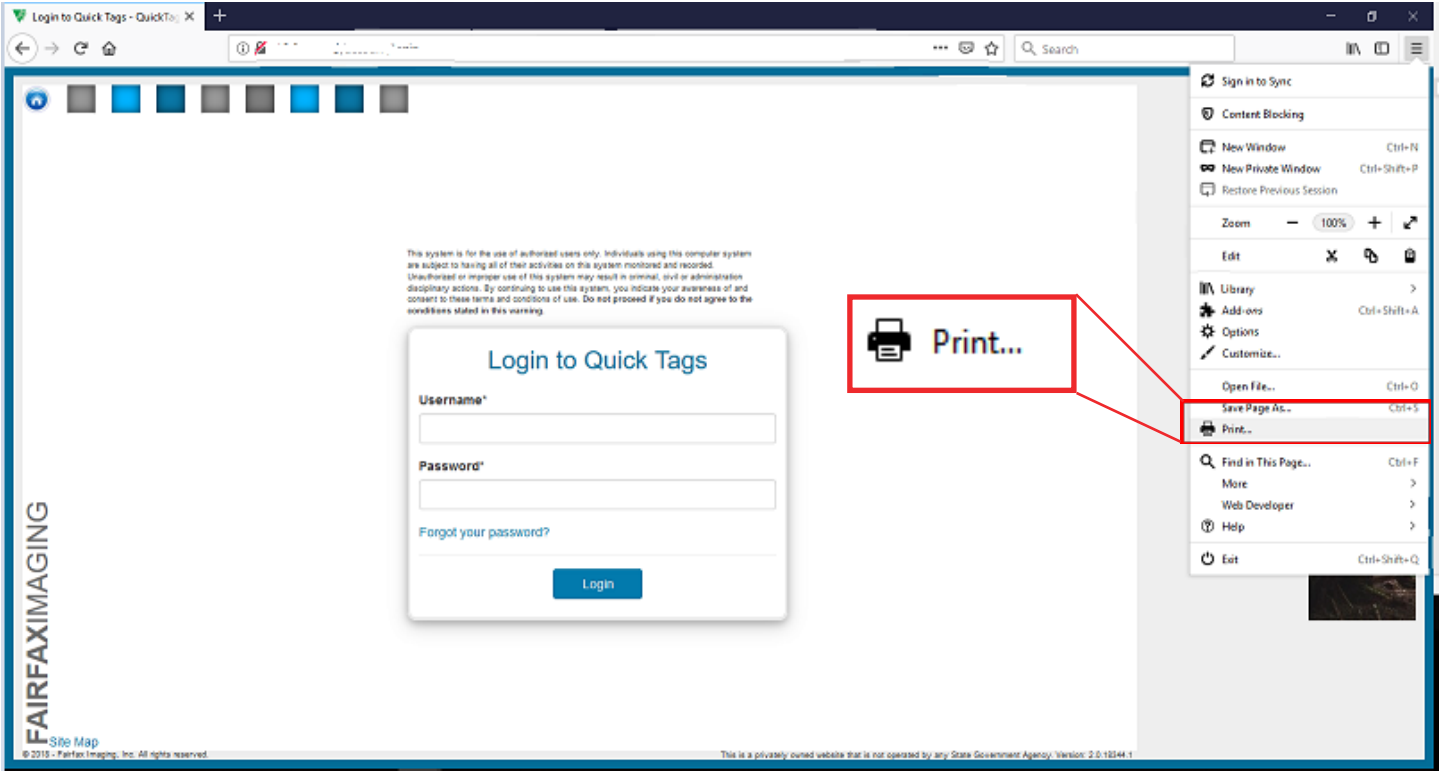 Login to Quick Tags - QuickTag
Search
Sign in to Sync
Content Blocking
New Window Ctrl+N
New Private Window Ctrl+Shift+P
Restore Previous Session
Zoom 100%
Edit
Library
Add-ons Ctrl+Shift+A
Options
Customize...
Open File... Ctrl+O
Save Page As... Ctrl+S
Print...
Find in This Page... Ctrl+F
More
Web Developer
Help
Exit Ctrl+Shift+Q
Print...
This system is for the use of authorized users only. Individuals using this computer system
are subject to having all of their activities on this system monitored and recorded.
Unauthorized or improper use of this system may result in criminal, civil or administration
disciplinary actions. By continuing to use this system, you indicate your awareness of and
consent to these terms and conditions of use. Do not proceed if you do not agree to the
conditions stated in this warning.
Login to Quick Tags
Username*
Password*
Forgot your password?
Login
FAIRFAXIMAGING
Site Map
© 2018 - Fairfax Imaging, Inc. All rights reserved.
This is a privately owned website that is not operated by any State Government Agency. Version: 2.0.18344.1